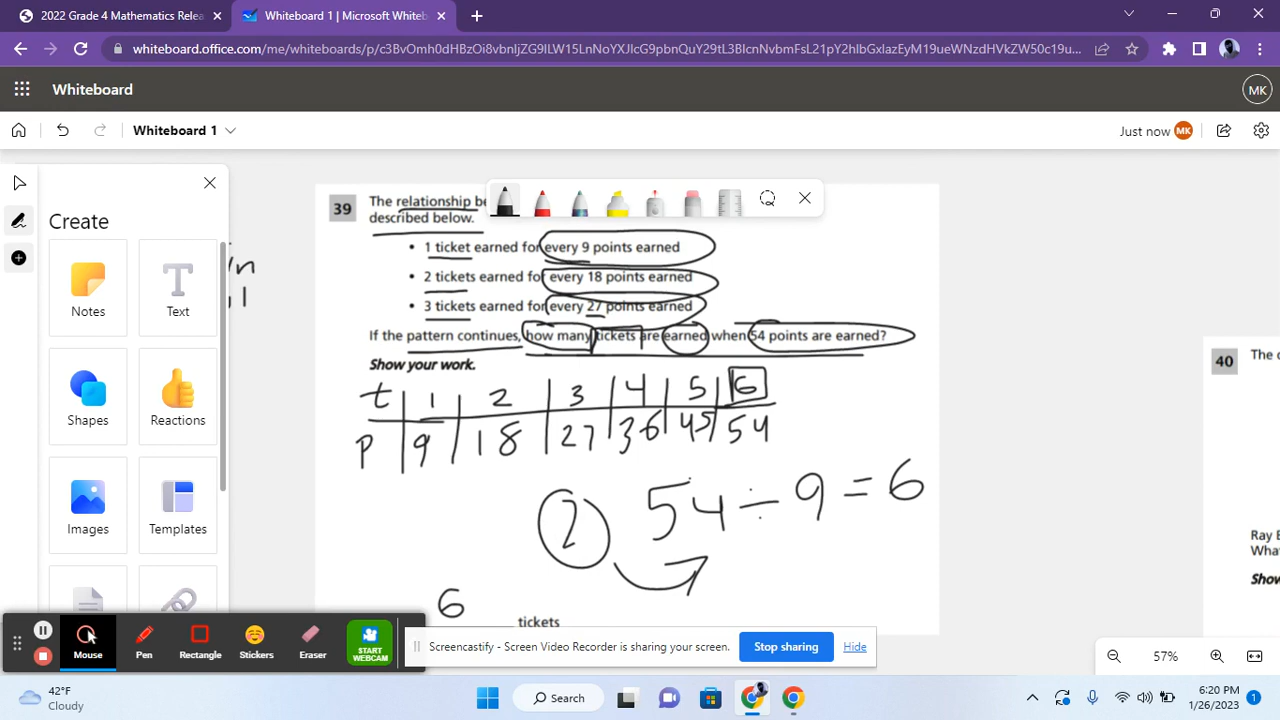 2022 Grade 4 Mathematics Relea
Whiteboard 1 | Microsoft Whiteb
whiteboard.office.com/me/whiteboards/p/c3BvOmh0dHBzOi8vbnljZG9lLW15LnNoYXJlcG9pbnQuY29tL3BlcnNvbmFsL21pY2hlbGxlazEyM19ueWNzdHVkZW50c19u...
Whiteboard
MK
Whiteboard 1
Just now MK
Create
Notes
Text
Shapes
Reactions
Images
Templates
39
The relationship be
described below.
• 1 ticket earned for every 9 points earned
• 2 tickets earned for every 18 points earned
• 3 tickets earned for every 27 points earned
If the pattern continues, how many tickets are earned when 54 points are earned?
Show your work.
t 1 2 3 4 5 6
p 9 18 27 36 45 54
2 54 ÷ 9 = 6
6 tickets
40
The c
Ray E
What
Show
Mouse
Pen
Rectangle
Stickers
Eraser
START
WEBCAM
Screencastify - Screen Video Recorder is sharing your screen.
Stop sharing
Hide
57%
42°F
Cloudy
Search
6:20 PM
1/26/2023
1